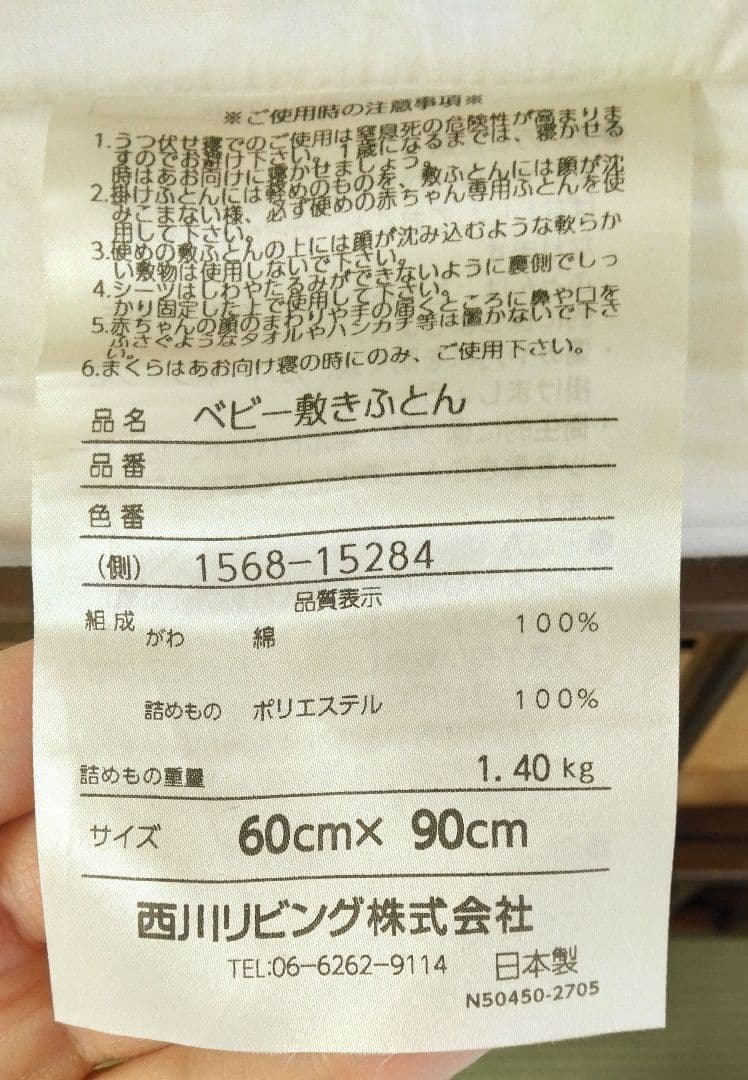 ※ご使用時の注意事項※
1.うつ伏せ寝でのご使用は窒息死の危険性が高まりま
すのでお避け下さい。1歳になるまでは、寝かせる
時はあお向けに寝かせましょう。
2.掛けふとんには軽めのものを、敷ふとんには顔が沈
みこまない様、必ず硬めの赤ちゃん専用ふとんを使
用して下さい。
3.硬めの敷ふとんの上には顔が沈み込むような軟らか
い敷物は使用しないで下さい。
4.シーツはしわやたるみができないように裏側でしっ
かり固定した上で使用して下さい。
5.赤ちゃんの顔のまわりや手の届くところに鼻や口を
ふさぐようなタオルやハンカチ等は置かないで下さ
い。
6.まくらはあお向け寝の時にのみ、ご使用下さい。
品名 ベビー敷きふとん
品番
色番
(側) 1568-15284
品質表示
組成 がわ 綿 100%
詰めもの ポリエステル 100%
詰めもの重量 1.40kg
サイズ 60cm× 90cm
西川リビング株式会社
TEL:06-6262-9114 日本製
N50450-2705